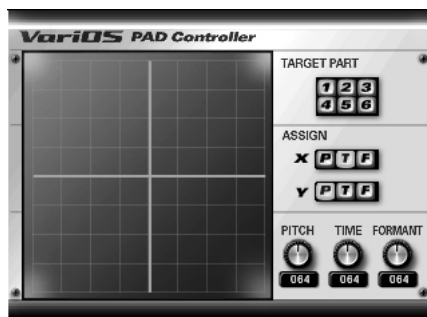 VariOS PAD Controller
TARGET PART
1 2 3
4 5 6
ASSIGN
X P T F
Y P T F
PITCH TIME FORMANT
064 064 064